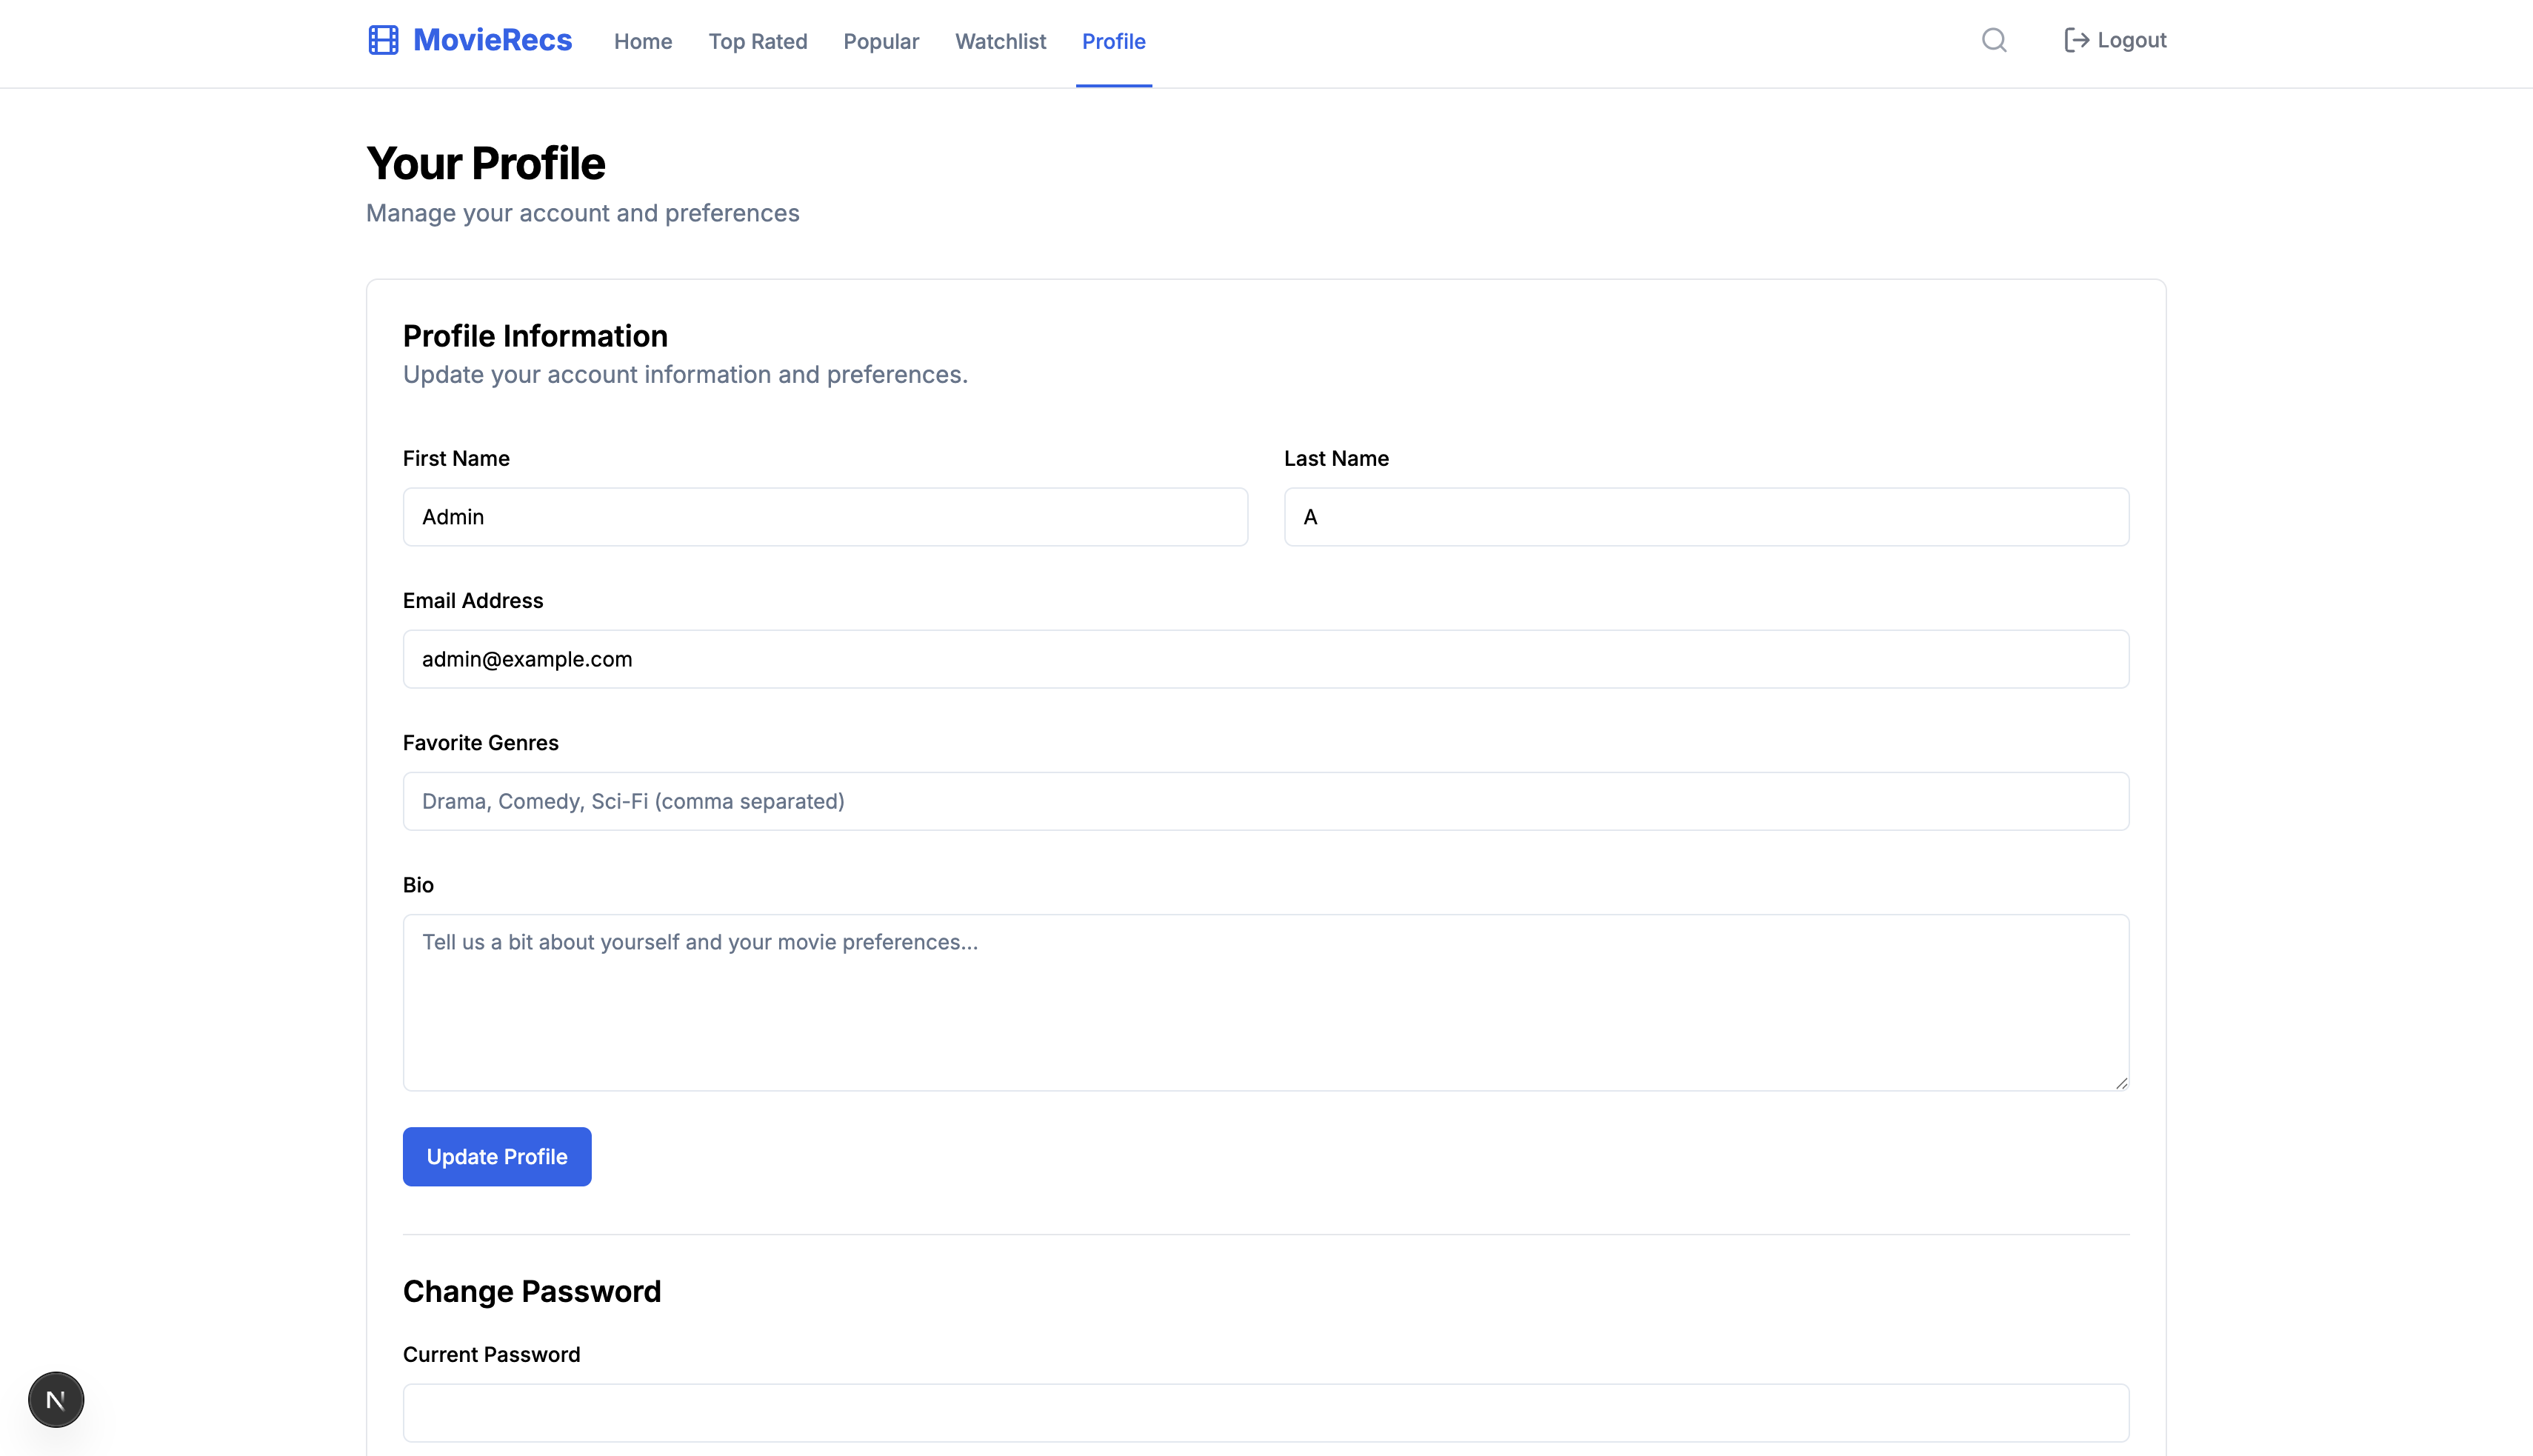 MovieRecs Home Top Rated Popular Watchlist Profile Logout
Your Profile
Manage your account and preferences
Profile Information
Update your account information and preferences.
First Name Last Name
Admin A
Email Address
admin@example.com
Favorite Genres
Drama, Comedy, Sci-Fi (comma separated)
Bio
Tell us a bit about yourself and your movie preferences...
Update Profile
Change Password
Current Password
N